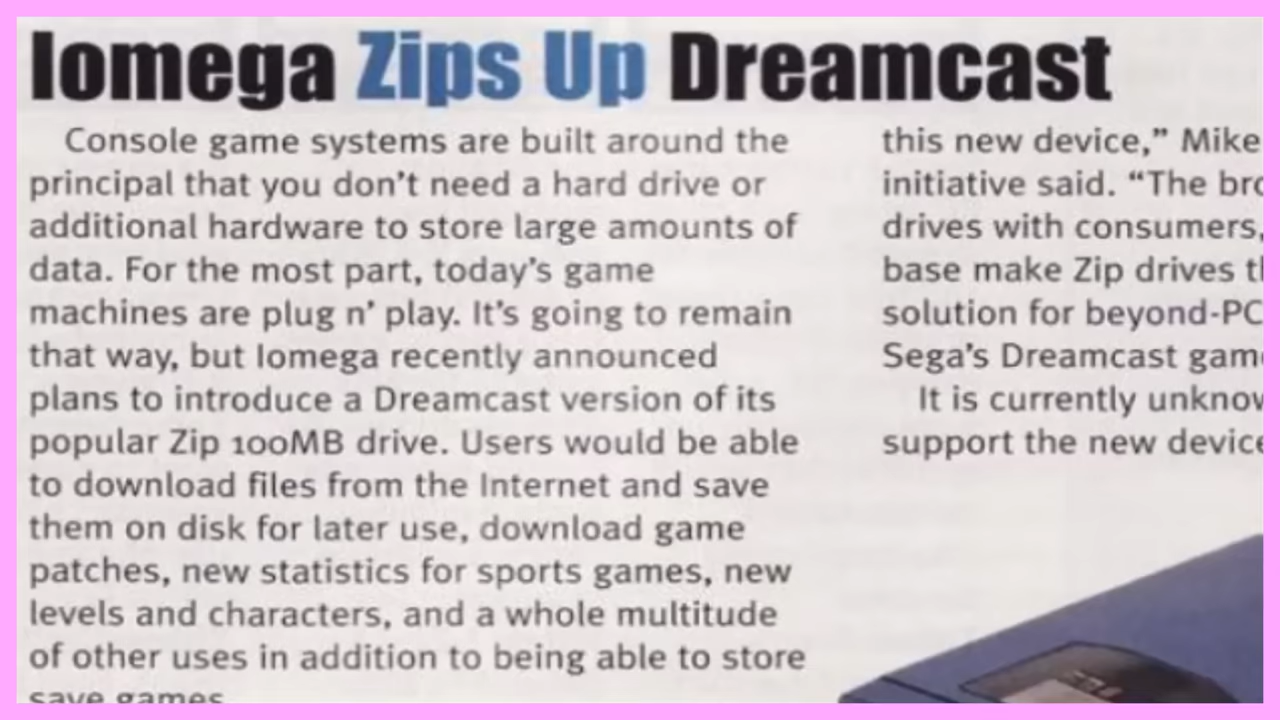 Iomega Zips Up Dreamcast
Console game systems are built around the
principal that you don't need a hard drive or
additional hardware to store large amounts of
data. For the most part, today's game
machines are plug n' play. It's going to remain
that way, but Iomega recently announced
plans to introduce a Dreamcast version of its
popular Zip 100MB drive. Users would be able
to download files from the Internet and save
them on disk for later use, download game
patches, new statistics for sports games, new
levels and characters, and a whole multitude
of other uses in addition to being able to store
save games
this new device,” Mike
initiative said. “The
drives with consumers,
base make Zip drives
solution for beyond-PC
Sega's Dreamcast
It is currently
support the new